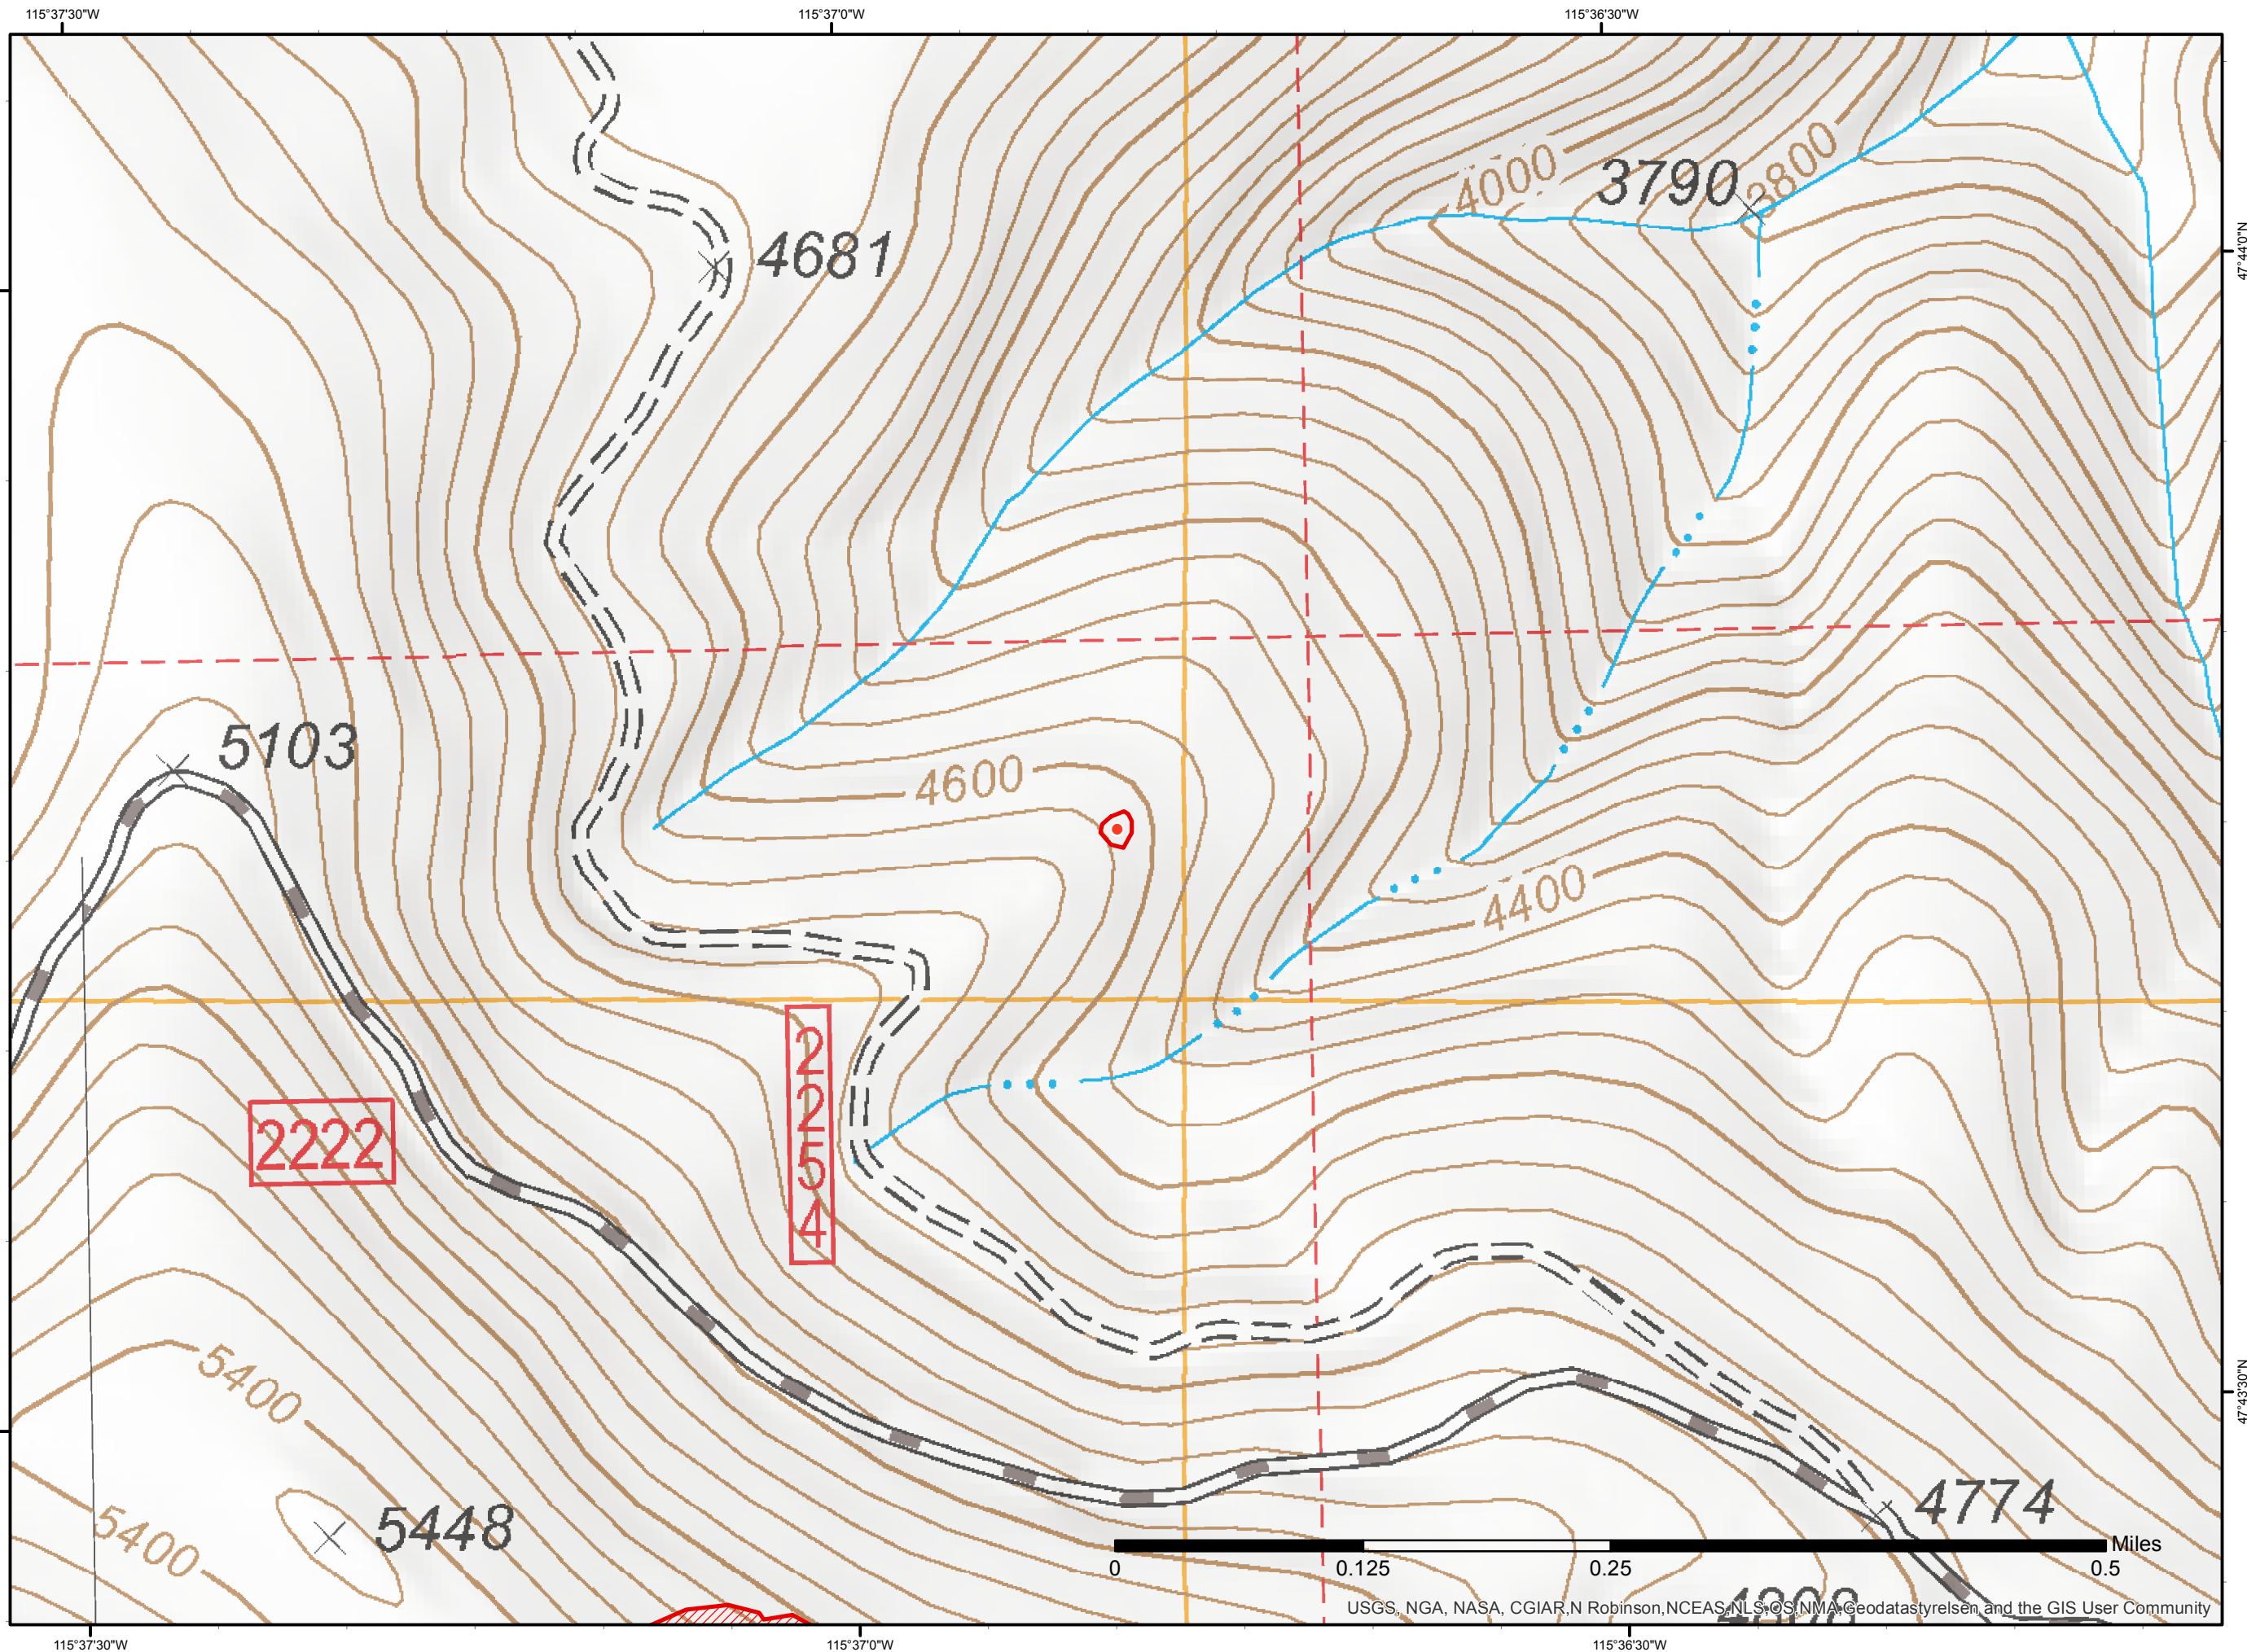 115°37'30"W
115°37'0"W
115°36'30"W
4000
3790
3800
4681
47°44'0"N
5103
4600
4400
2254
2222
5400
47°43'30"N
5448
5400
4774
Miles
0
0.125
0.25
0.5
USGS, NGA, NASA, CGIAR,N Robinson,NCEAS,NLS,OS,NMA,Geodatastyrelsen and the GIS User Community
115°37'30"W
115°37'0"W
115°36'30"W